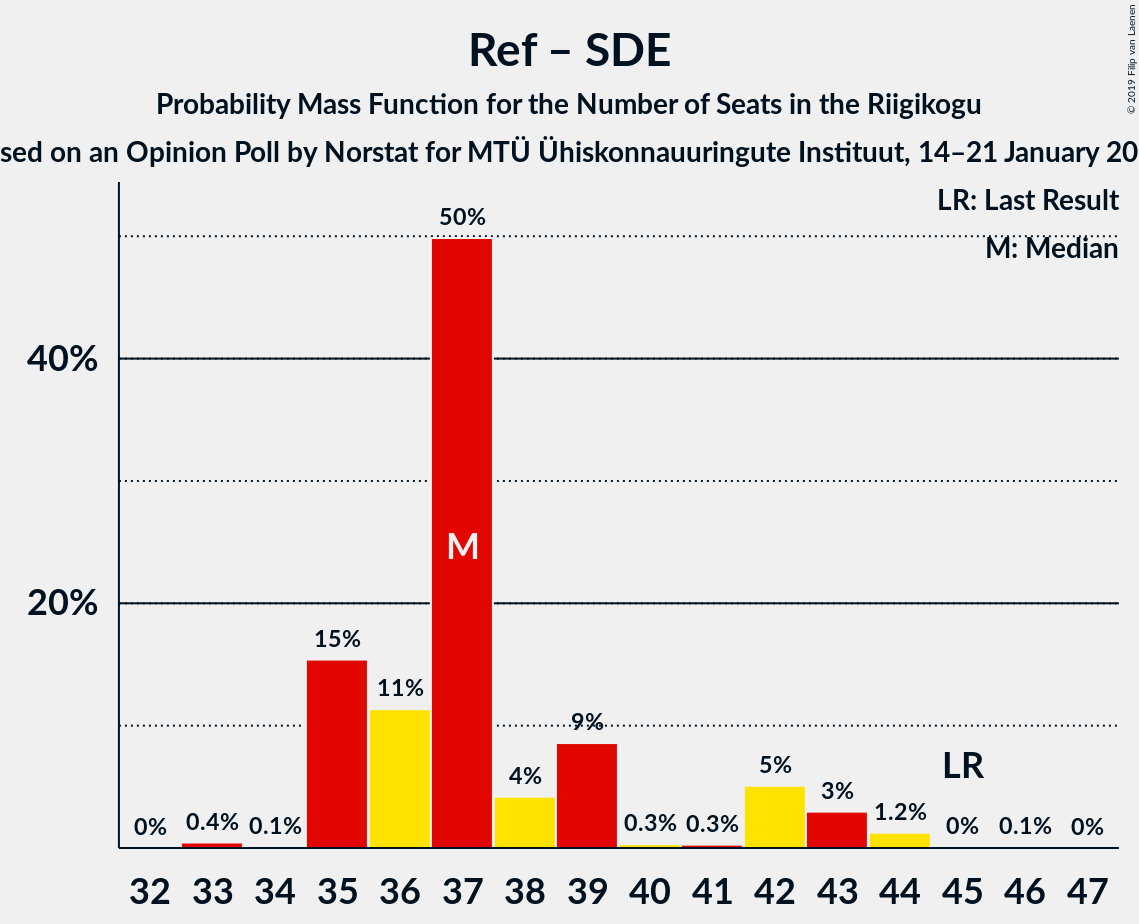 Ref – SDE
Probability Mass Function for the Number of Seats in the Riigikogu
sed on an Opinion Poll by Norstat for MTÜ Ühiskonnauuringute Instituut, 14–21 January 20
© 2019 Filip van Laenen
LR: Last Result
M: Median
50%
40%
M
20%
15%
11%
9%
LR
4%
5%
3%
0%
0.4%
0.1%
0.3%
0.3%
1.2%
0%
0.1%
0%
32 33 34 35 36 37 38 39 40 41 42 43 44 45 46 47